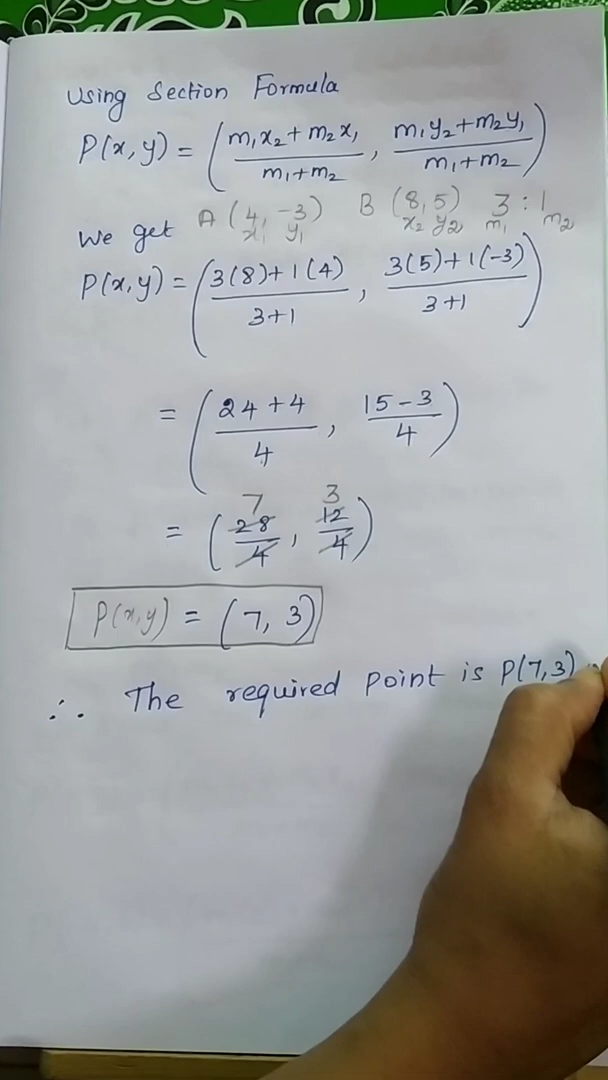 Using Section Formula
P(x, y) = ( m₁x₂ + m₂x₁ / m₁+m₂ , m₁y₂+m₂y₁ / m₁+m₂ )
We get A (4, -3) B (8, 5) 3 : 1
x₁ y₁ x₂ y₂ m₁ m₂
P(x, y) = ( 3(8)+ 1(4) / 3+1 , 3(5)+1(-3) / 3+1 )
= ( 24+4 / 4 , 15-3 / 4 )
7 3
= ( 28 / 4 , 12 / 4 )
P(x,y) = (7, 3)
∴ The required point is P(7,3)